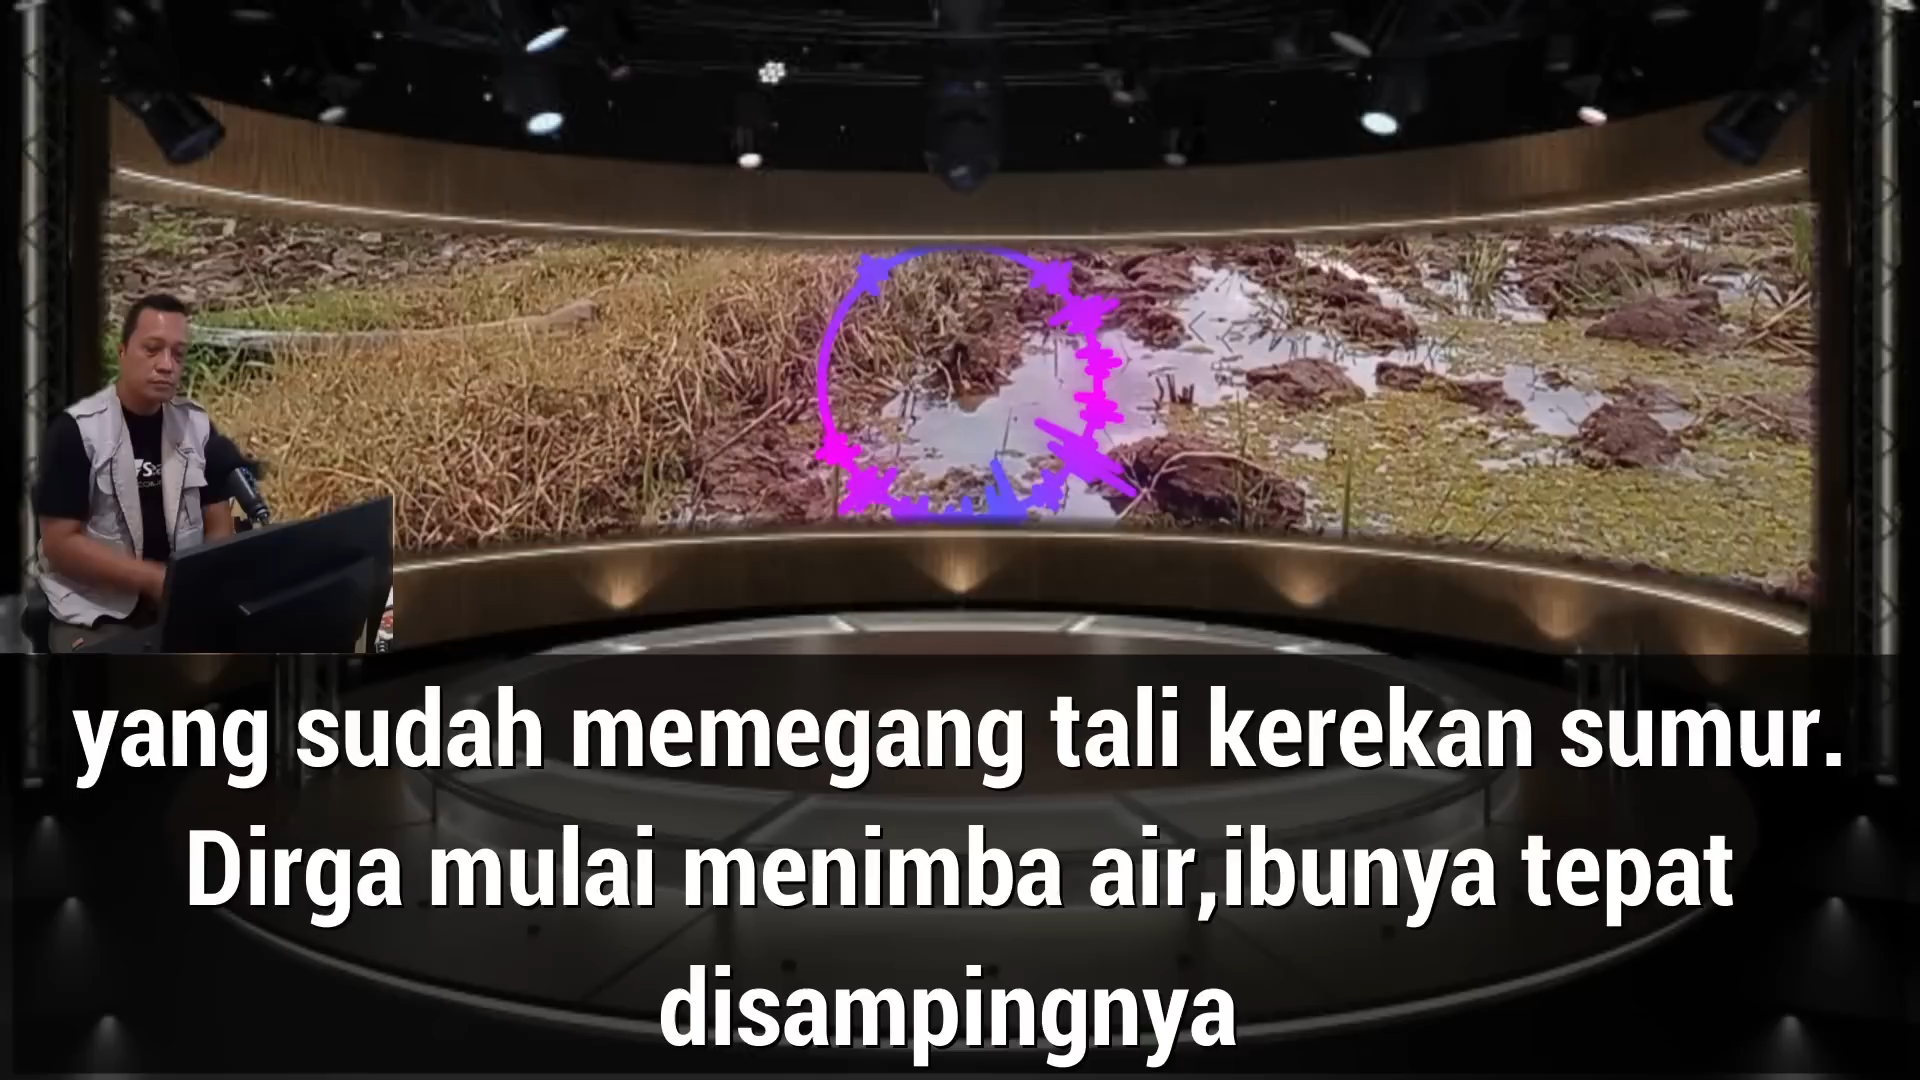 yang sudah memegang tali kerekan sumur.
Dirga mulai menimba air,ibunya tepat
disampingnya